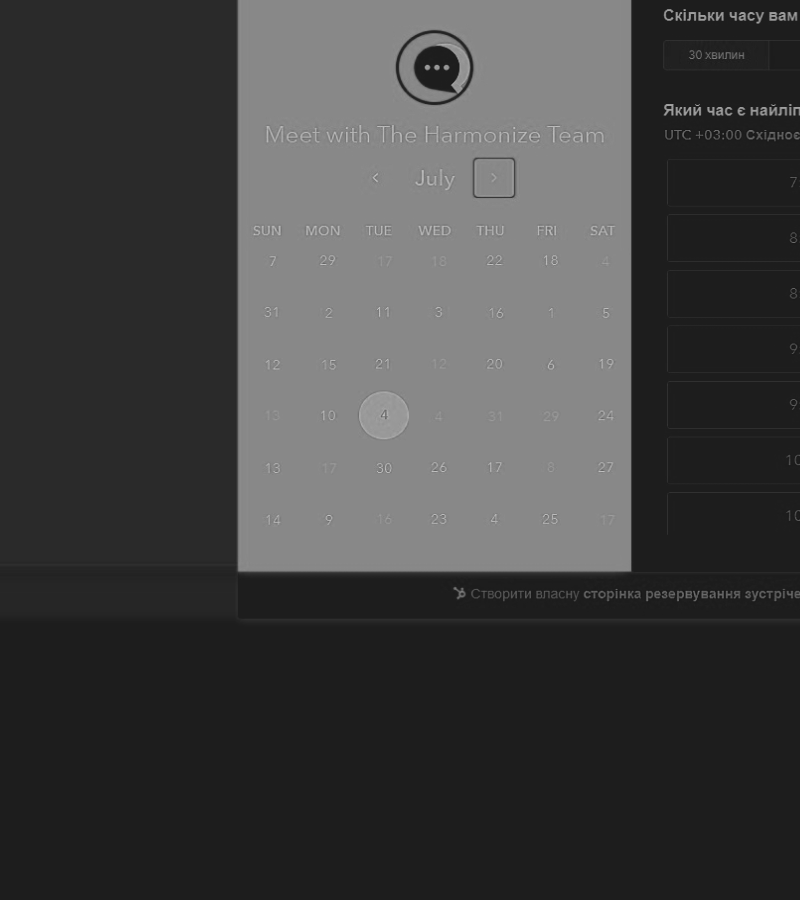 Meet with The Harmonize Team
July
SUN MON TUE WED THU FRI SAT
7 29 17 18 22 18 4
31 2 11 3 16 1 5
12 15 21 12 20 6 19
13 10 4 4 31 29 24
13 17 30 26 17 8 27
14 9 16 23 4 25 17
Скільки часу вам
30 хвилин
Який час є найліп
UTC +03:00 Східноє
7
8
8
9
9
10
10
Створити власну сторінка резервування зустріче